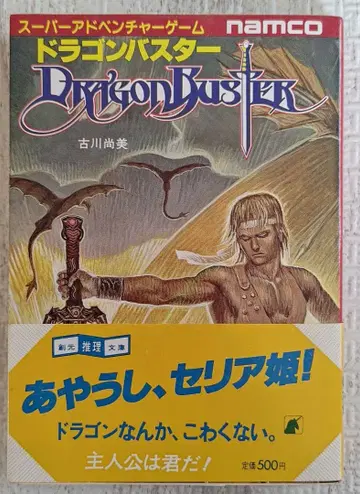 スーパーアドベンチャーゲーム
namco
ドラゴンバスター
DRAGON BUSTER
古川尚美
創元 推理 文庫
あやうし、セリア姫!
ドラゴンなんか、こわくない。
主人公は君だ!
定価500円